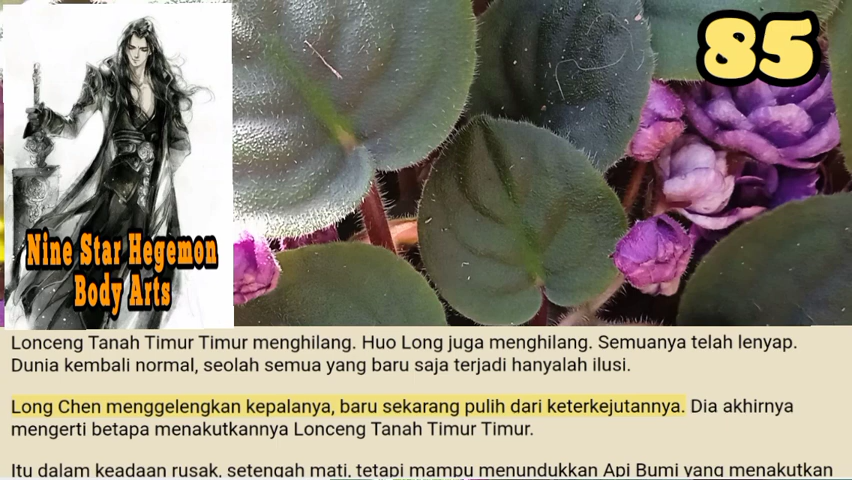 85
Nine Star Hegemon
Body Arts
Lonceng Tanah Timur Timur menghilang. Huo Long juga menghilang. Semuanya telah lenyap.
Dunia kembali normal, seolah semua yang baru saja terjadi hanyalah ilusi.
Long Chen menggelengkan kepalanya, baru sekarang pulih dari keterkejutannya. Dia akhirnya
mengerti betapa menakutkannya Lonceng Tanah Timur Timur.
Itu dalam keadaan rusak, setengah mati, tetapi mampu menundukkan Api Bumi yang menakutkan